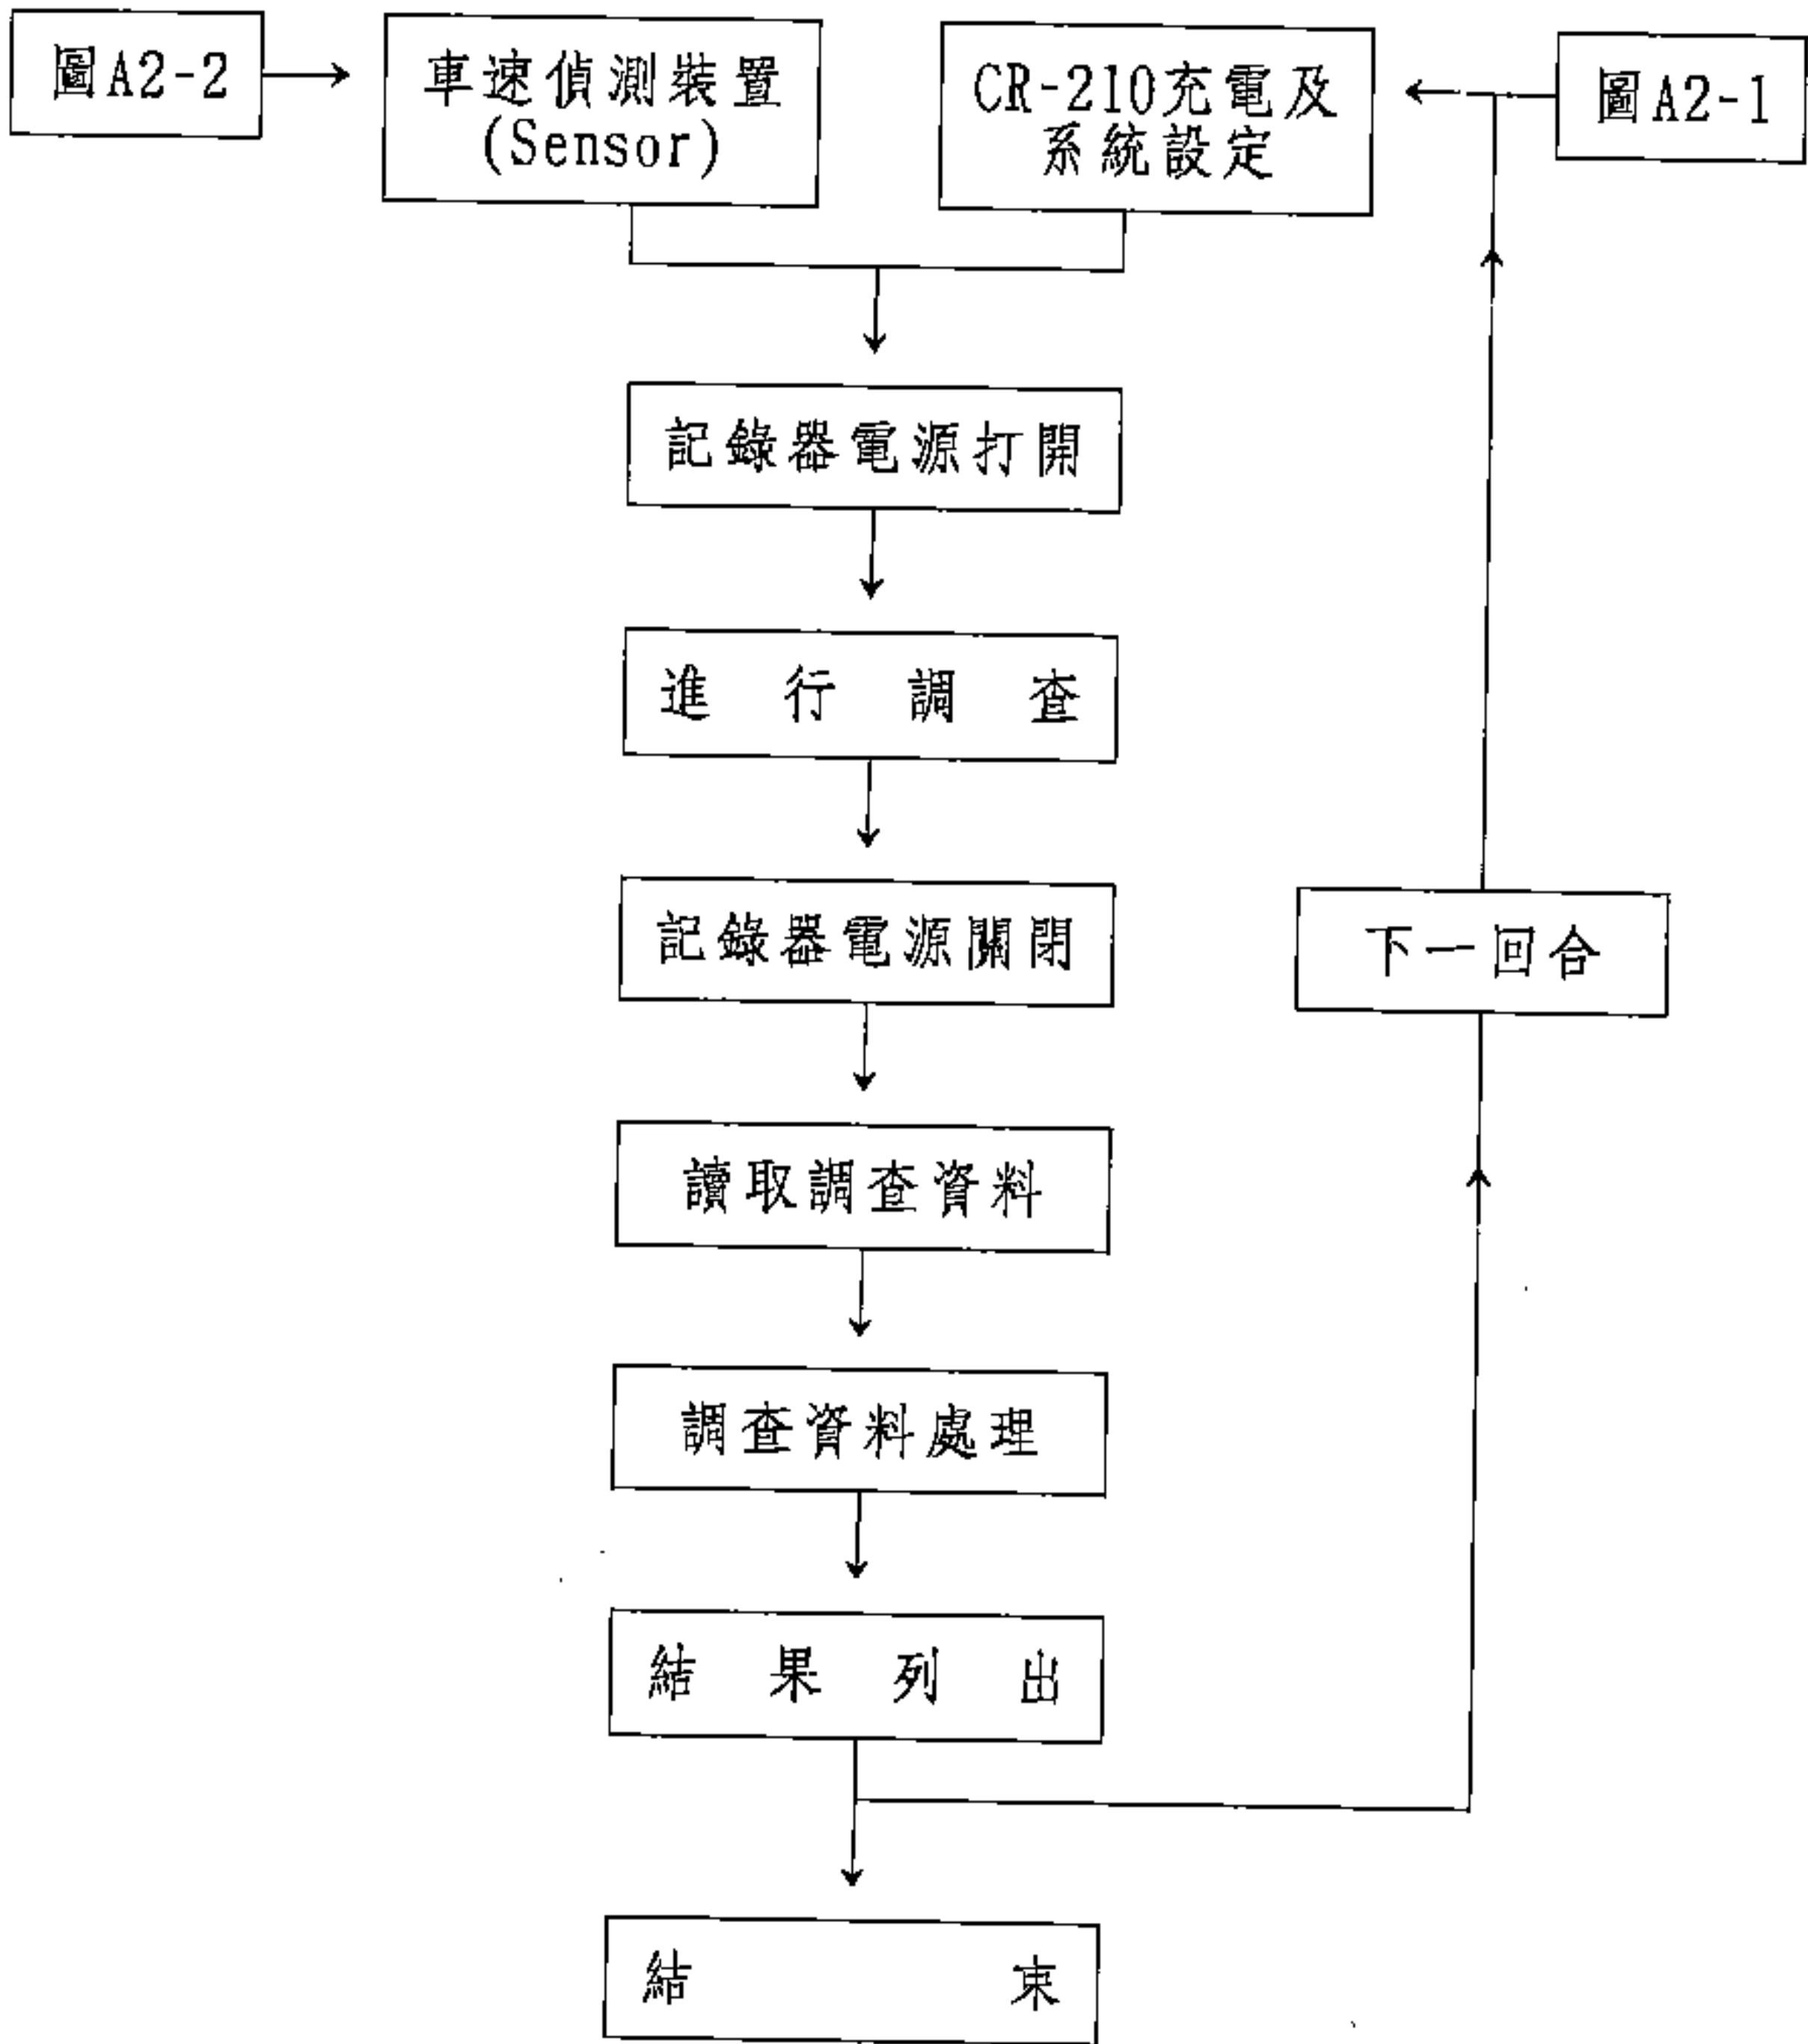 圖A2-2
車速偵測裝置
(Sensor)
CR-210充電及
系統設定
圖A2-1
記錄器電源打開
進行調查
記錄器電源關閉
下一回合
讀取調查資料
調查資料處理
結果列出
結束